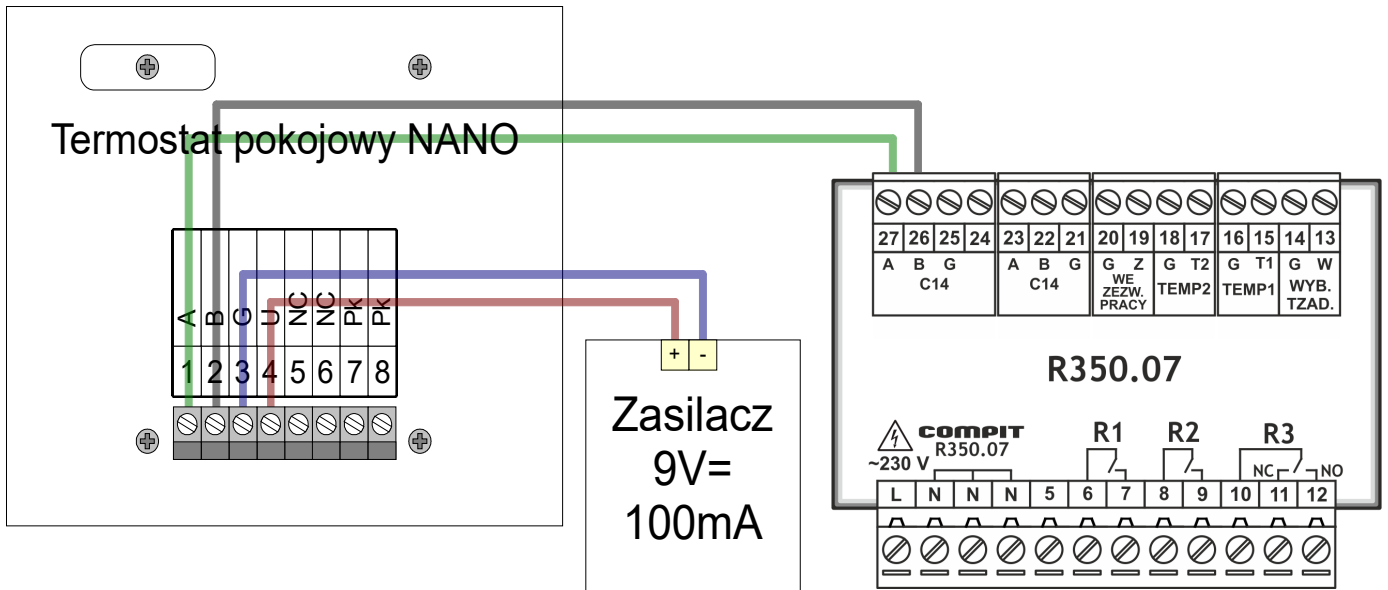 Termostat pokojowy NANO
A B G U NC NC Pk Pk
1 2 3 4 5 6 7 8
+ -
Zasilacz
9V=
100mA
27 26 25 24 23 22 21 20 19 18 17 16 15 14 13
A B G A B G G Z G T2 G T1 G W
C14 C14 WE ZEZW. PRACY TEMP2 TEMP1 WYB. TZAD.
R350.07
COMPIT
R350.07
~230 V
R1 R2 R3
NC NO
L N N N 5 6 7 8 9 10 11 12